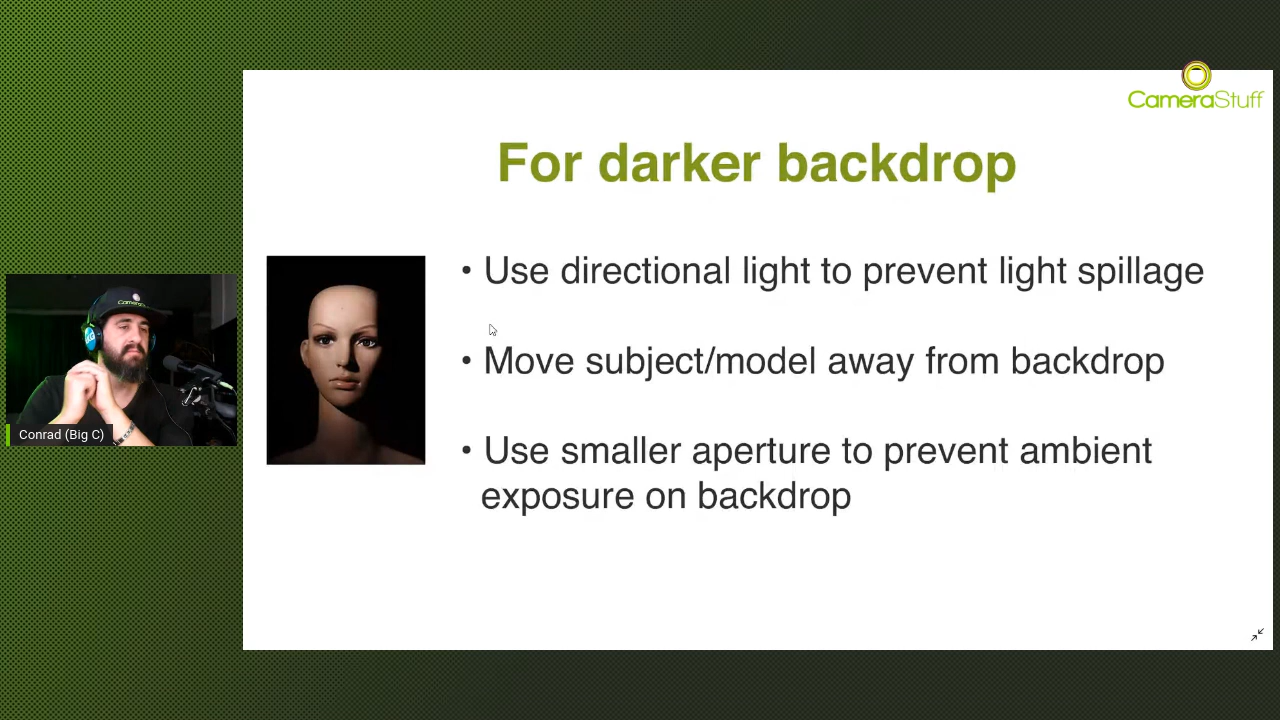 CameraStuff
For darker backdrop
• Use directional light to prevent light spillage
• Move subject/model away from backdrop
• Use smaller aperture to prevent ambient
exposure on backdrop
CameraStuff
Conrad (Big C)